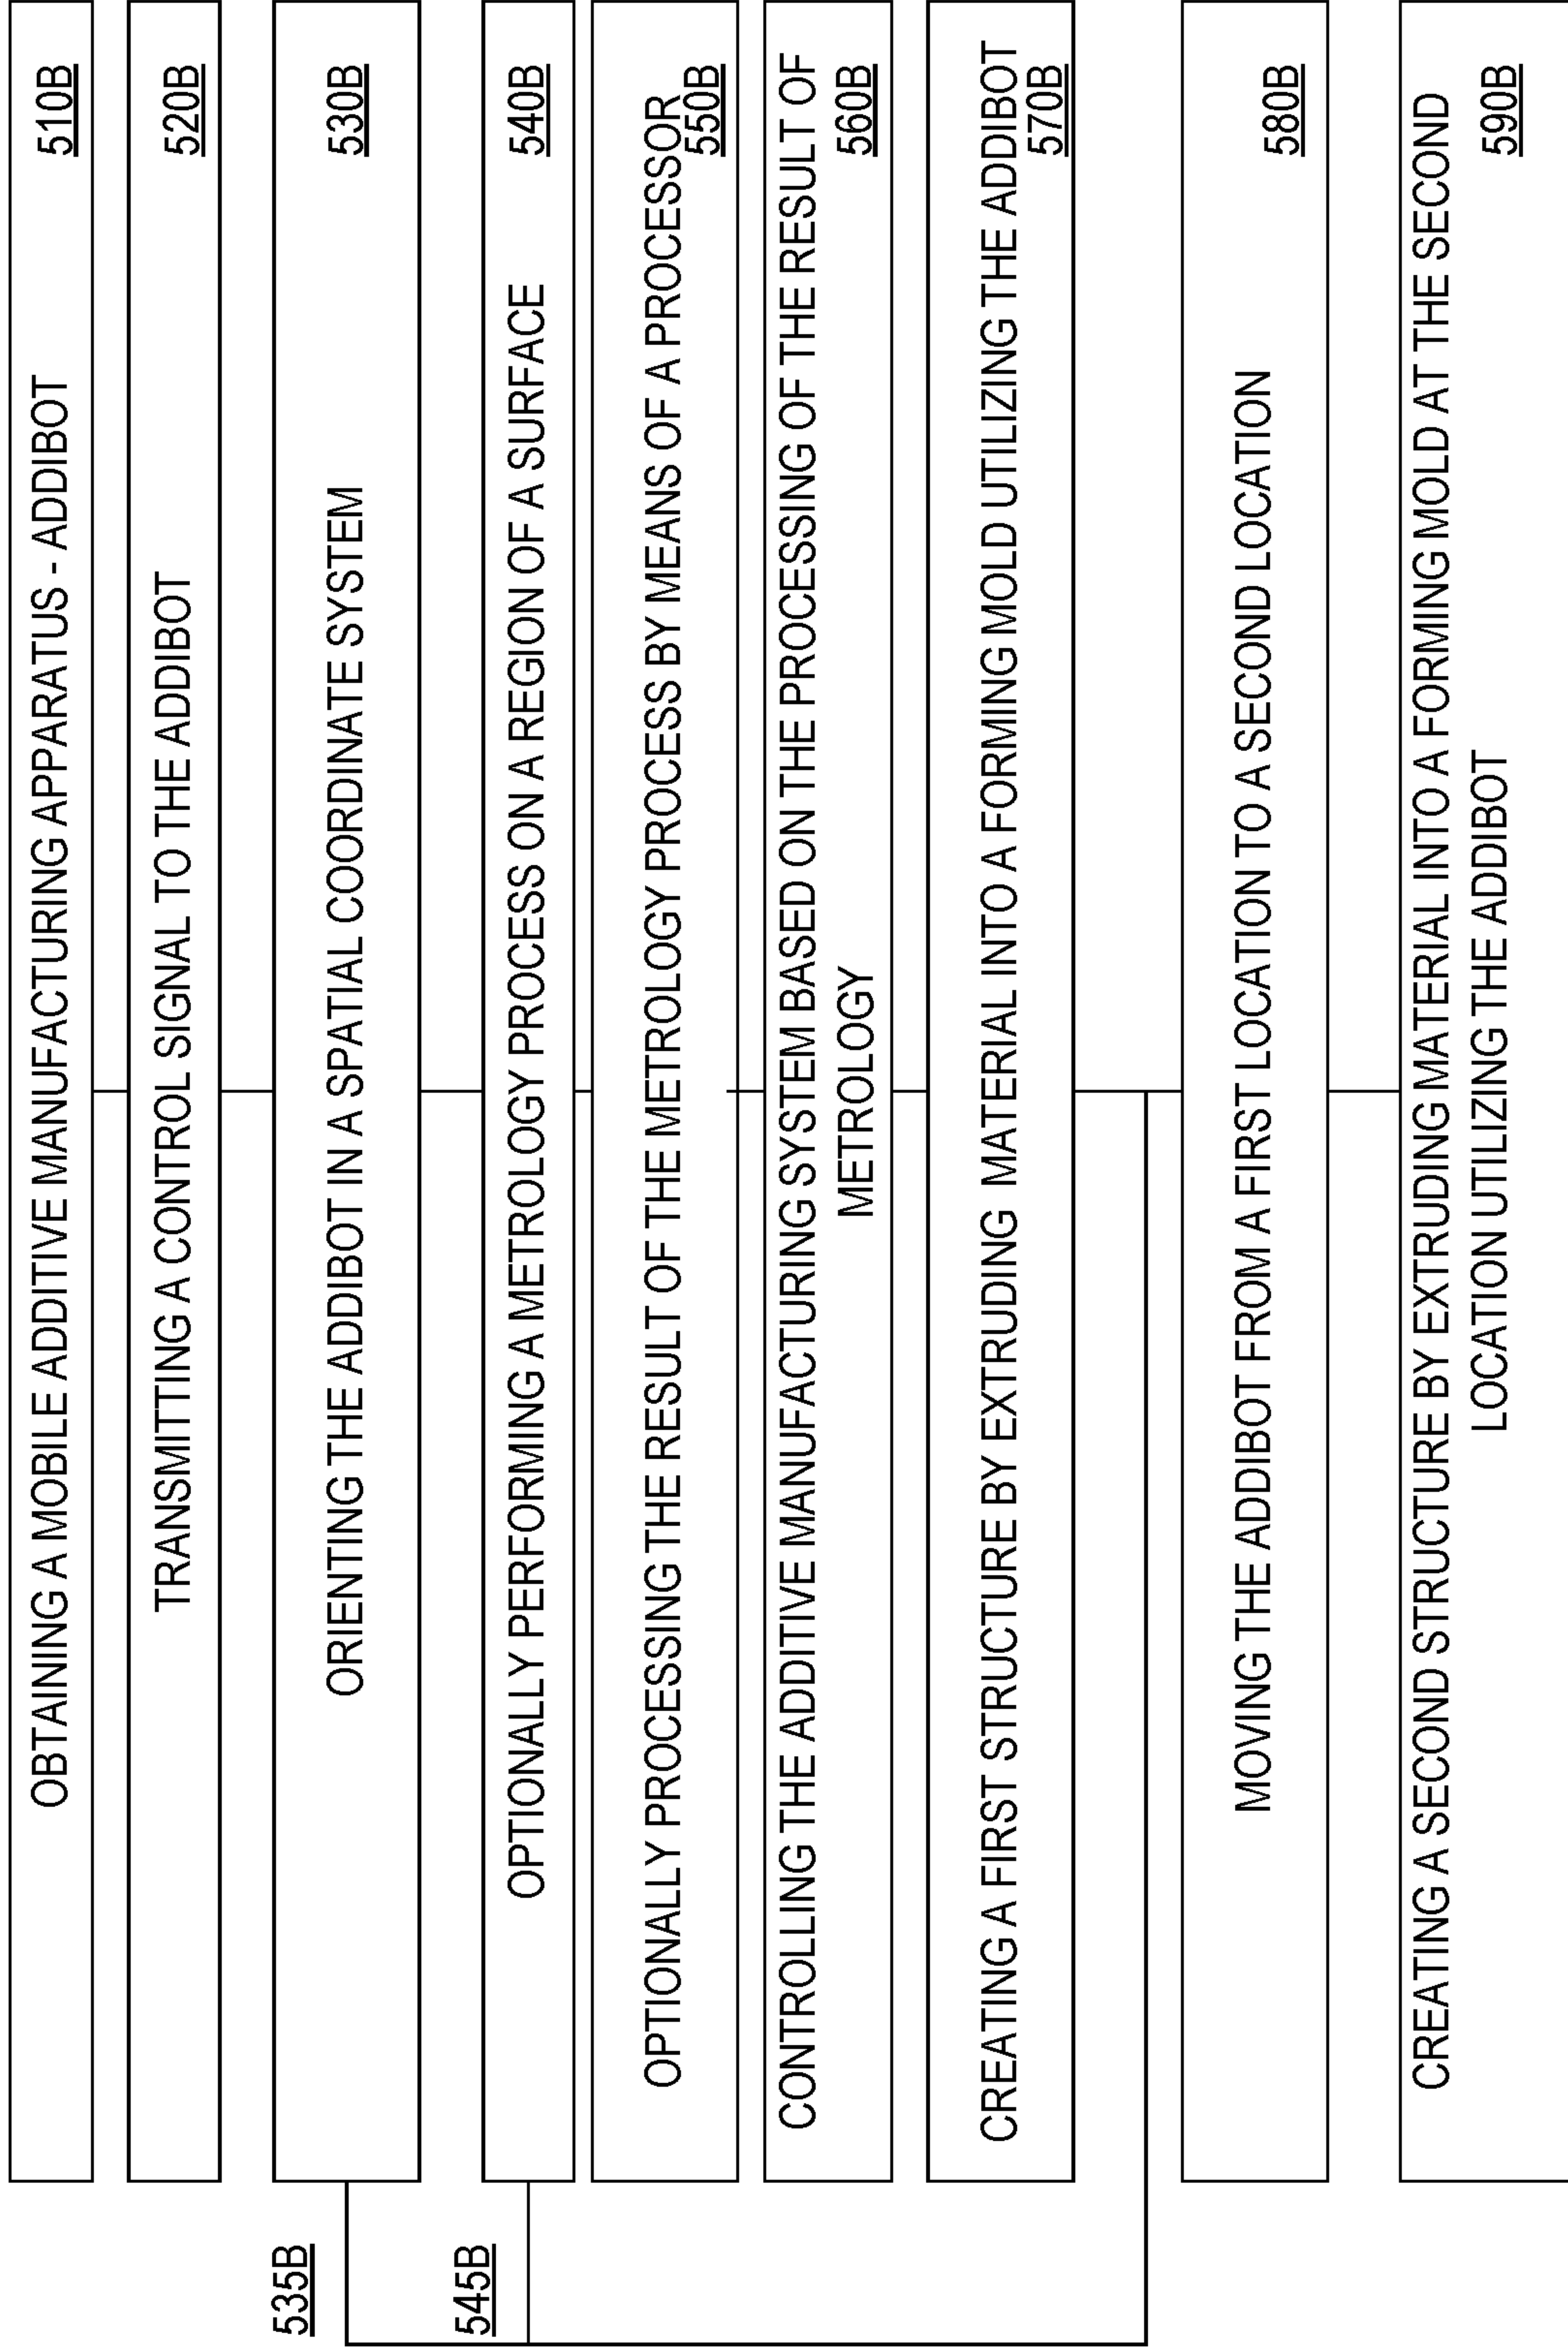 OBTAINING A MOBILE ADDITIVE MANUFACTURING APPARATUS - ADDIBOT
510B
TRANSMITTING A CONTROL SIGNAL TO THE ADDIBOT
520B
ORIENTING THE ADDIBOT IN A SPATIAL COORDINATE SYSTEM
530B
535B
OPTIONALLY PERFORMING A METROLOGY PROCESS ON A REGION OF A SURFACE
540B
545B
OPTIONALLY PROCESSING THE RESULT OF THE METROLOGY PROCESS BY MEANS OF A PROCESSOR
550B
CONTROLLING THE ADDITIVE MANUFACTURING SYSTEM BASED ON THE PROCESSING OF THE RESULT OF
METROLOGY
560B
CREATING A FIRST STRUCTURE BY EXTRUDING MATERIAL INTO A FORMING MOLD UTILIZING THE ADDIBOT
570B
MOVING THE ADDIBOT FROM A FIRST LOCATION TO A SECOND LOCATION
580B
CREATING A SECOND STRUCTURE BY EXTRUDING MATERIAL INTO A FORMING MOLD AT THE SECOND
LOCATION UTILIZING THE ADDIBOT
590B